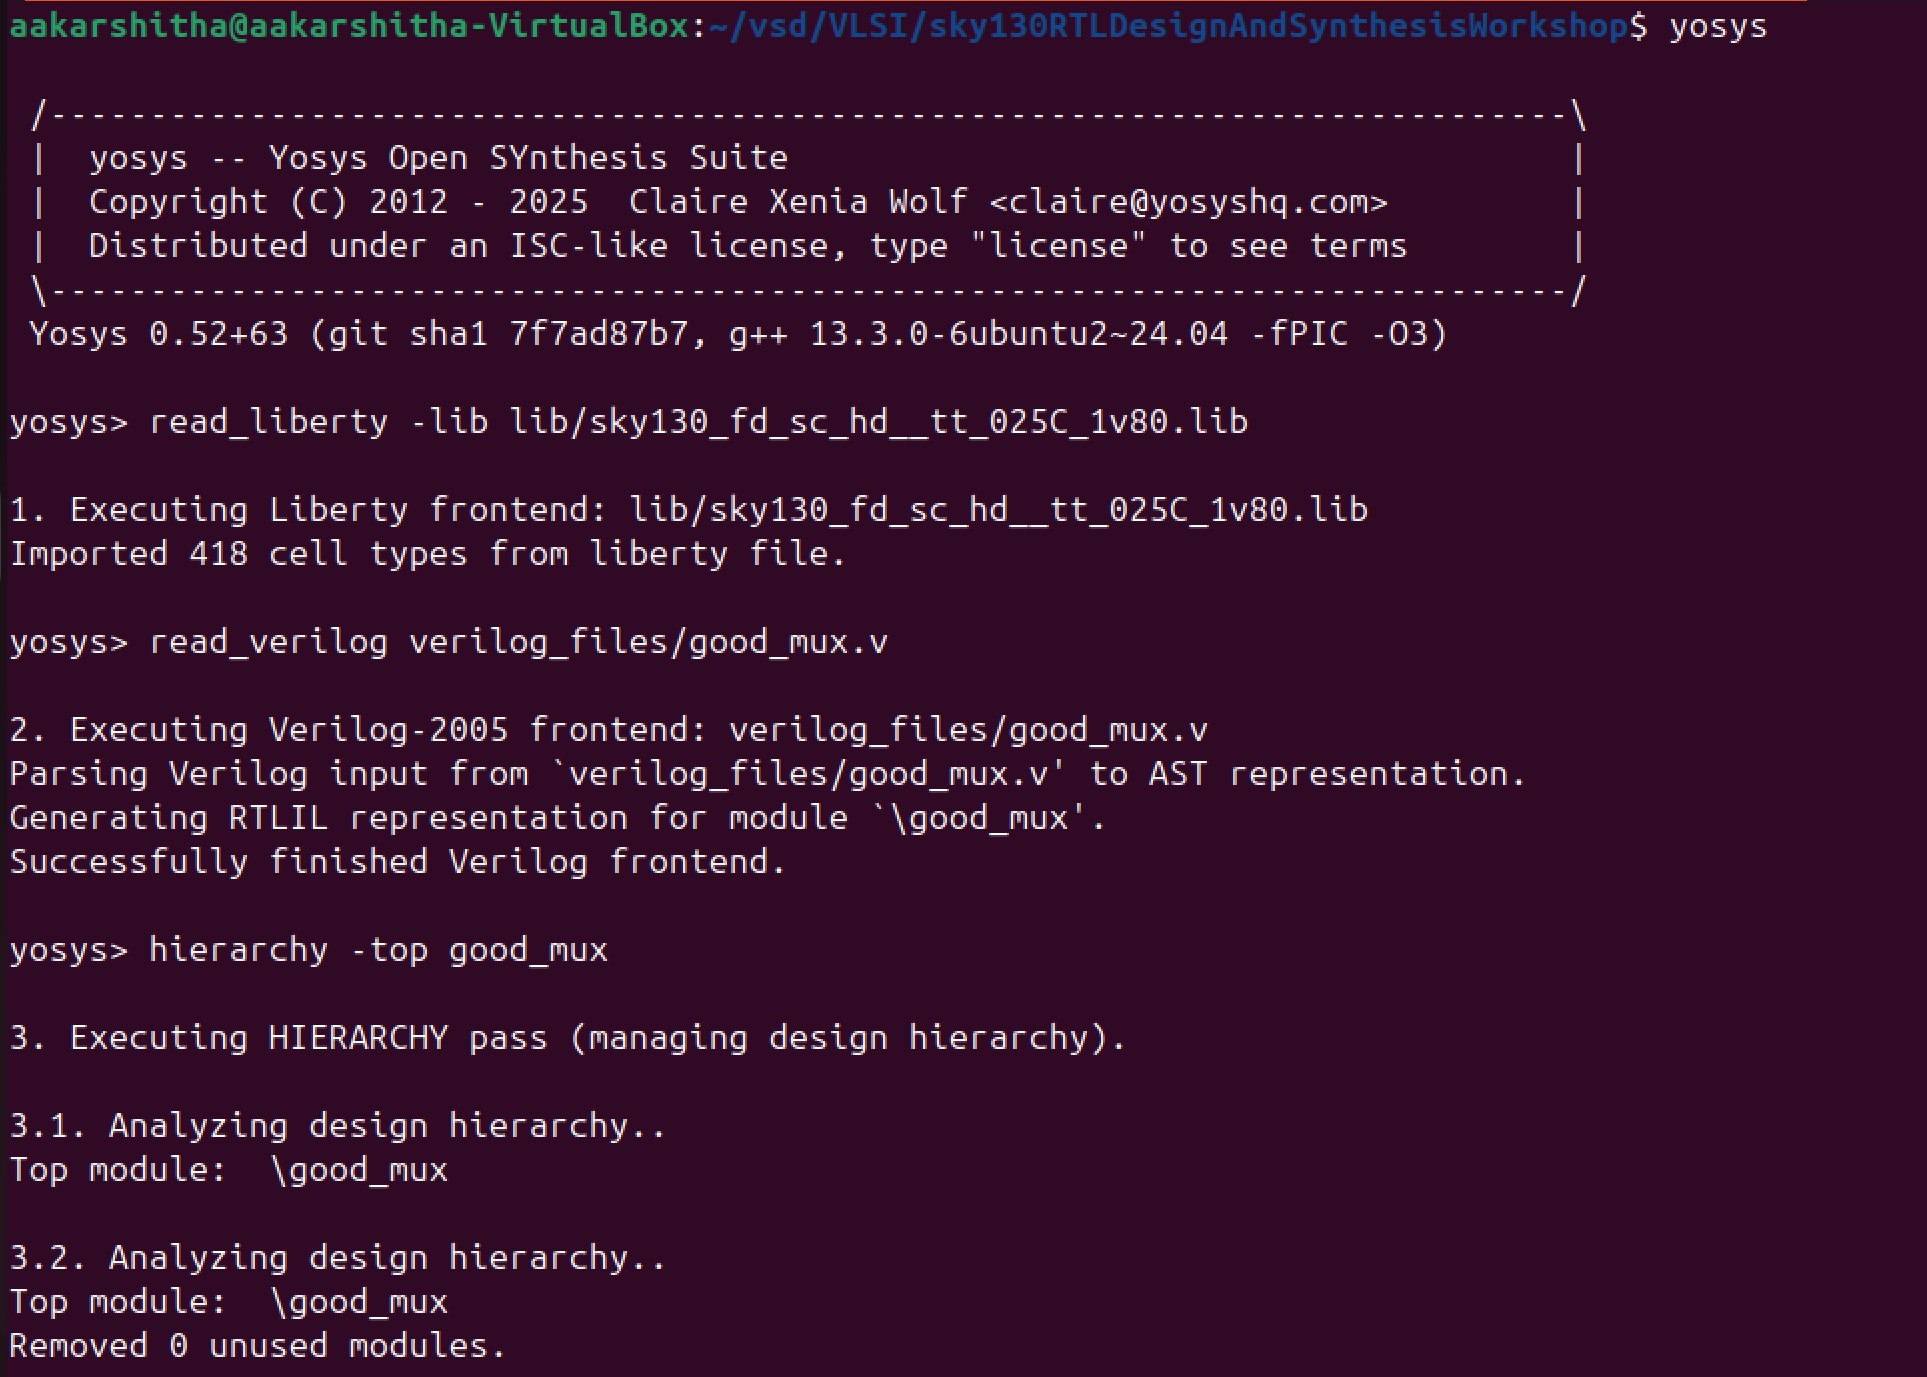 aakarshitha@aakarshitha-VirtualBox:~/vsd/VLSI/sky130RTLDesignAndSynthesisWorkshop$ yosys
/----------------------------------------------------------------------------\
|  yosys -- Yosys Open SYnthesis Suite                                       |
|  Copyright (C) 2012 - 2025  Claire Xenia Wolf <claire@yosyshq.com>         |
|  Distributed under an ISC-like license, type "license" to see terms        |
\----------------------------------------------------------------------------/
Yosys 0.52+63 (git sha1 7f7ad87b7, g++ 13.3.0-6ubuntu2~24.04 -fPIC -O3)
yosys> read_liberty -lib lib/sky130_fd_sc_hd__tt_025C_1v80.lib
1. Executing Liberty frontend: lib/sky130_fd_sc_hd__tt_025C_1v80.lib
Imported 418 cell types from liberty file.
yosys> read_verilog verilog_files/good_mux.v
2. Executing Verilog-2005 frontend: verilog_files/good_mux.v
Parsing Verilog input from `verilog_files/good_mux.v' to AST representation.
Generating RTLIL representation for module `\good_mux'.
Successfully finished Verilog frontend.
yosys> hierarchy -top good_mux
3. Executing HIERARCHY pass (managing design hierarchy).
3.1. Analyzing design hierarchy..
Top module:  \good_mux
3.2. Analyzing design hierarchy..
Top module:  \good_mux
Removed 0 unused modules.